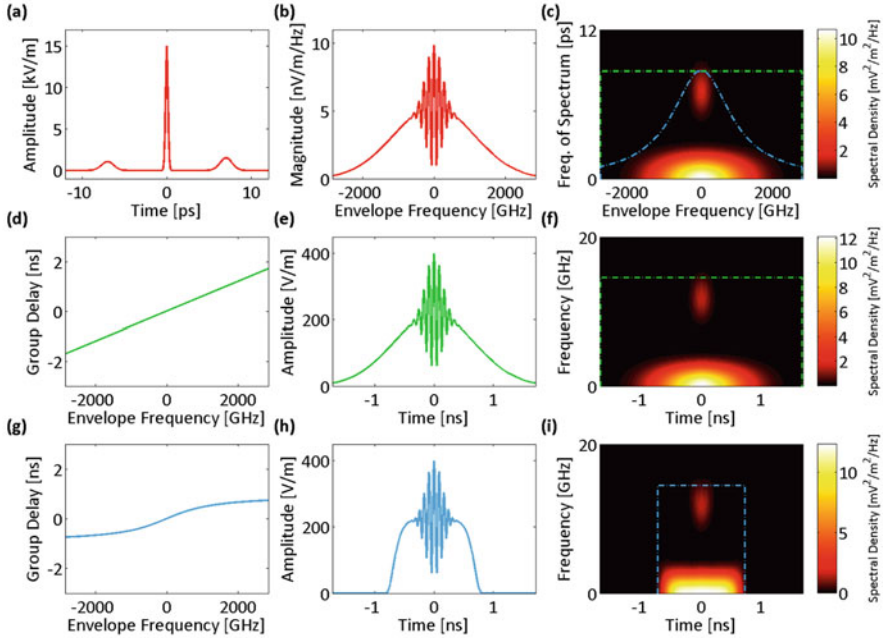 (a)
Amplitude [kV/m]
15
10
5
0
-10
0
10
Time [ps]
(b)
Magnitude [nV/m/Hz]
10
5
0
-2000
0
2000
Envelope Frequency [GHz]
(c)
Freq. of Spectrum [ps]
12
0
-2000
0
2000
Envelope Frequency [GHz]
10
8
6
4
2
Spectral Density [mV²/m²/Hz]
(d)
Group Delay [ns]
2
0
-2
-2000
0
2000
Envelope Frequency [GHz]
(e)
Amplitude [V/m]
400
200
0
-1
0
1
Time [ns]
(f)
Frequency [GHz]
20
0
-1
0
1
Time [ns]
12
10
8
6
4
2
Spectral Density [mV²/m²/Hz]
(g)
Group Delay [ns]
2
0
-2
-2000
0
2000
Envelope Frequency [GHz]
(h)
Amplitude [V/m]
400
200
0
-1
0
1
Time [ns]
(i)
Frequency [GHz]
20
0
-1
0
1
Time [ns]
10
5
0
Spectral Density [mV²/m²/Hz]